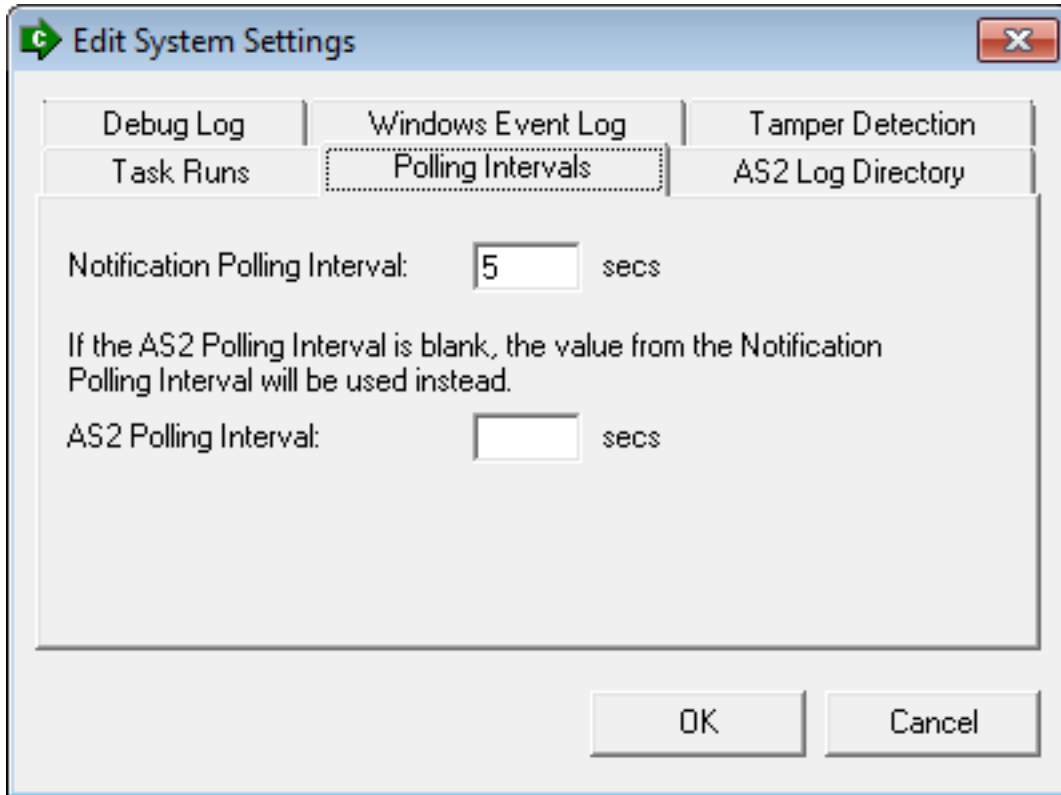 C Edit System Settings
Debug Log Windows Event Log Tamper Detection
Task Runs Polling Intervals AS2 Log Directory
Notification Polling Interval: 5 secs
If the AS2 Polling Interval is blank, the value from the Notification
Polling Interval will be used instead.
AS2 Polling Interval: secs
OK Cancel